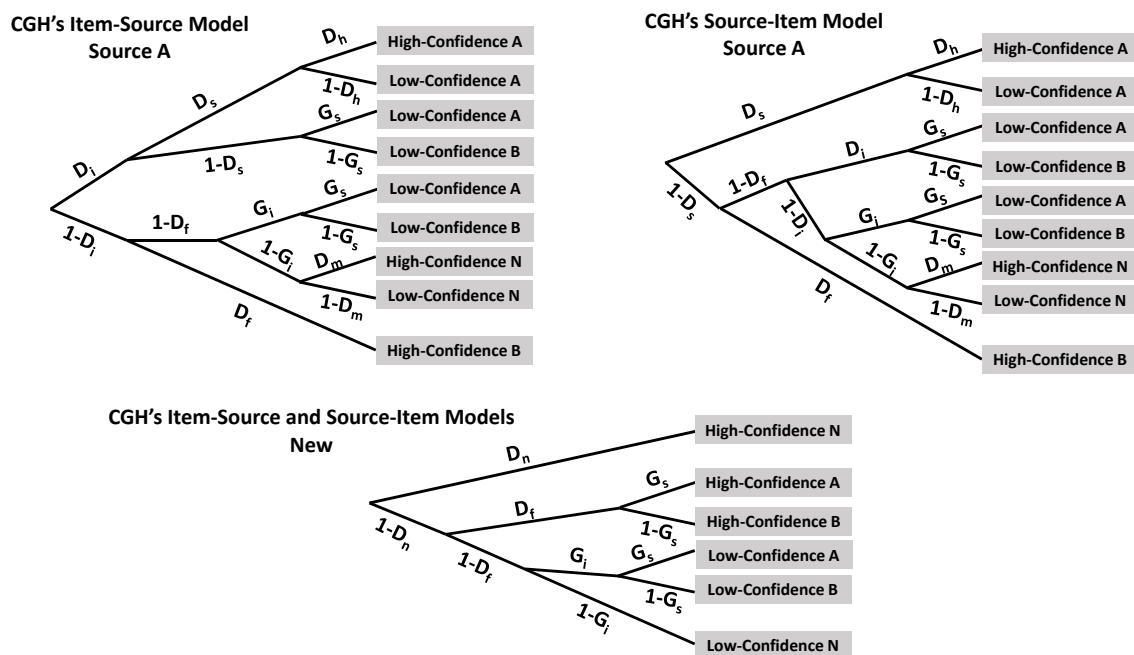 CGH's Item-Source Model
Source A
D_h
High-Confidence A
1-D_h
Low-Confidence A
D_s
G_s
Low-Confidence A
1-D_s
1-G_s
Low-Confidence B
D_i
G_s
Low-Confidence A
1-D_f
G_i
1-G_s
Low-Confidence B
1-D_i
1-G_i
D_m
High-Confidence N
1-D_m
Low-Confidence N
D_f
High-Confidence B
CGH's Source-Item Model
Source A
D_h
High-Confidence A
1-D_h
Low-Confidence A
D_s
G_s
Low-Confidence A
D_i
1-G_s
Low-Confidence B
1-D_f
1-D_s
1-D_i
G_s
Low-Confidence A
G_i
1-G_s
Low-Confidence B
1-G_i
D_m
High-Confidence N
1-D_m
Low-Confidence N
D_f
High-Confidence B
CGH's Item-Source and Source-Item Models
New
D_n
High-Confidence N
G_s
High-Confidence A
D_f
1-G_s
High-Confidence B
1-D_n
G_i
G_s
Low-Confidence A
1-D_f
1-G_s
Low-Confidence B
1-G_i
Low-Confidence N